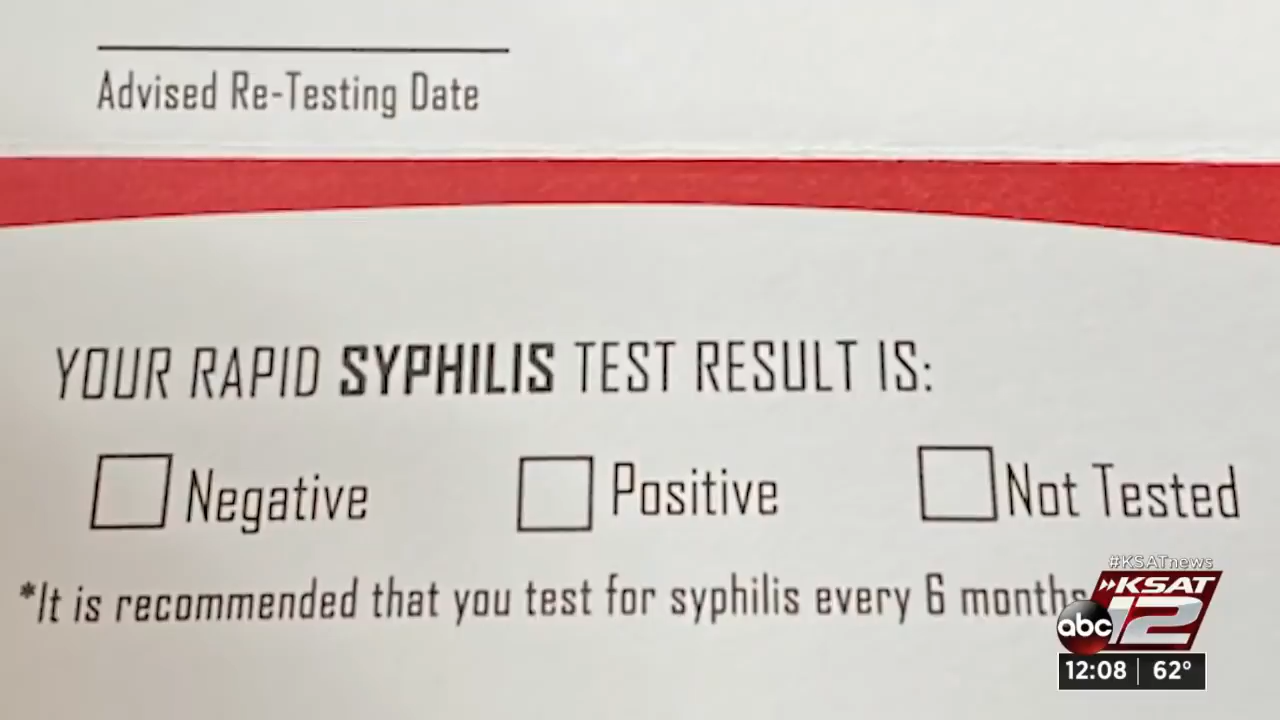 Advised Re-Testing Date
YOUR RAPID SYPHILIS TEST RESULT IS:
Negative Positive Not Tested
*It is recommended that you test for syphilis every 6 months
#KSATnews
KSAT
abc 12
12:08 62°